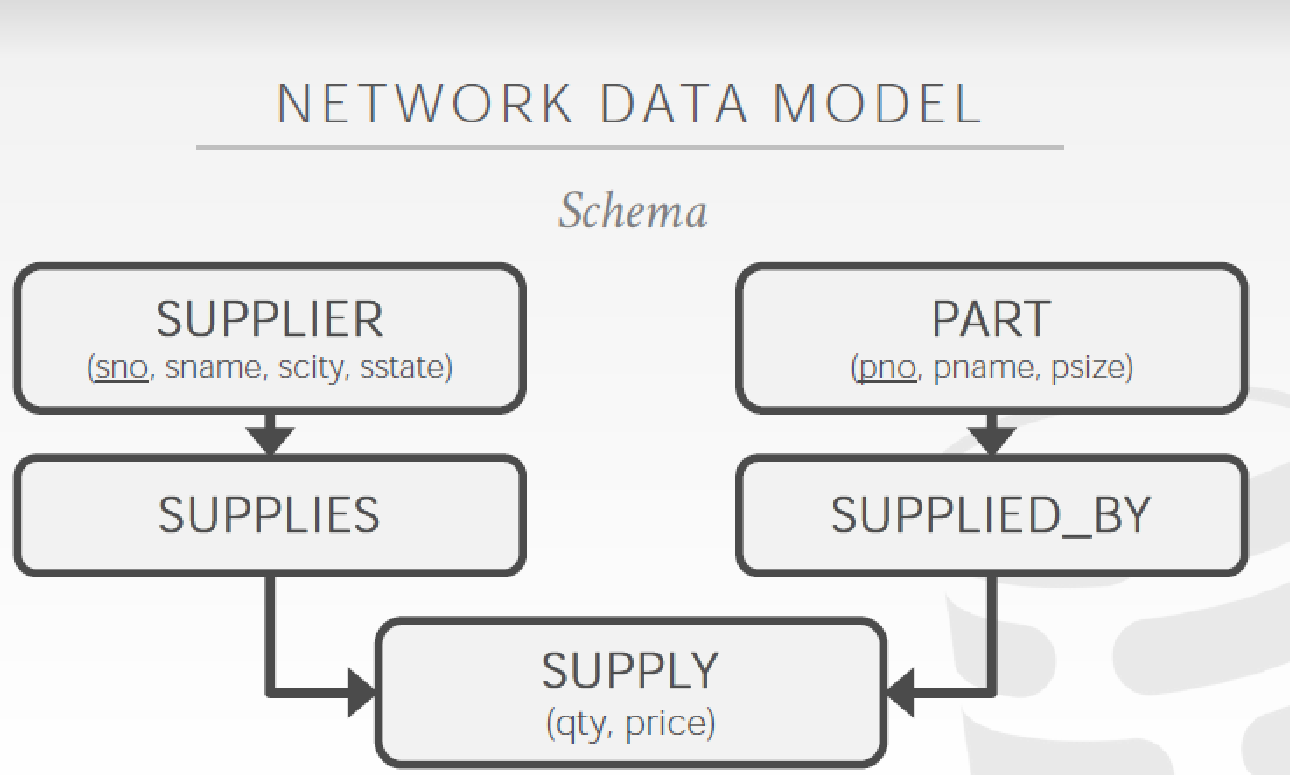 NETWORK DATA MODEL
Schema
SUPPLIER
(sno, sname, scity, sstate)
PART
(pno, pname, psize)
SUPPLIES
SUPPLIED_BY
SUPPLY
(qty, price)